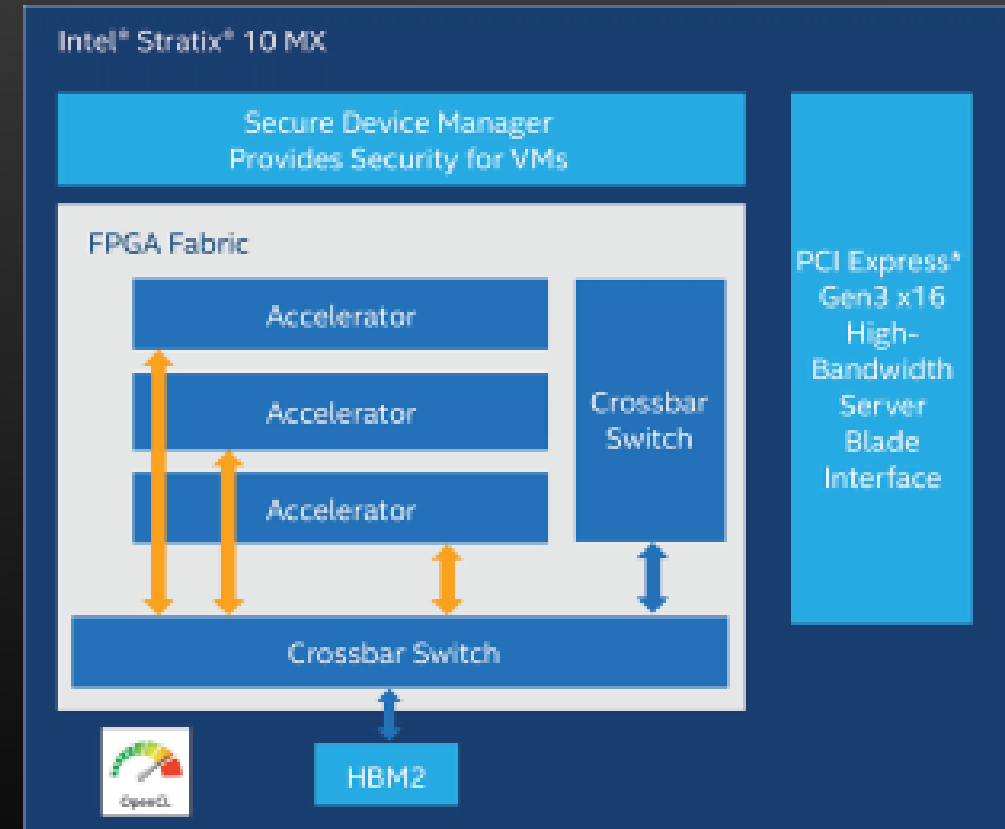 Intel® Stratix® 10 MX
Secure Device Manager
Provides Security for VMs
FPGA Fabric
Accelerator
Accelerator
Accelerator
Crossbar
Switch
Crossbar Switch
HBM2
OpenCL
PCI Express*
Gen3 x16
High-
Bandwidth
Server
Blade
Interface